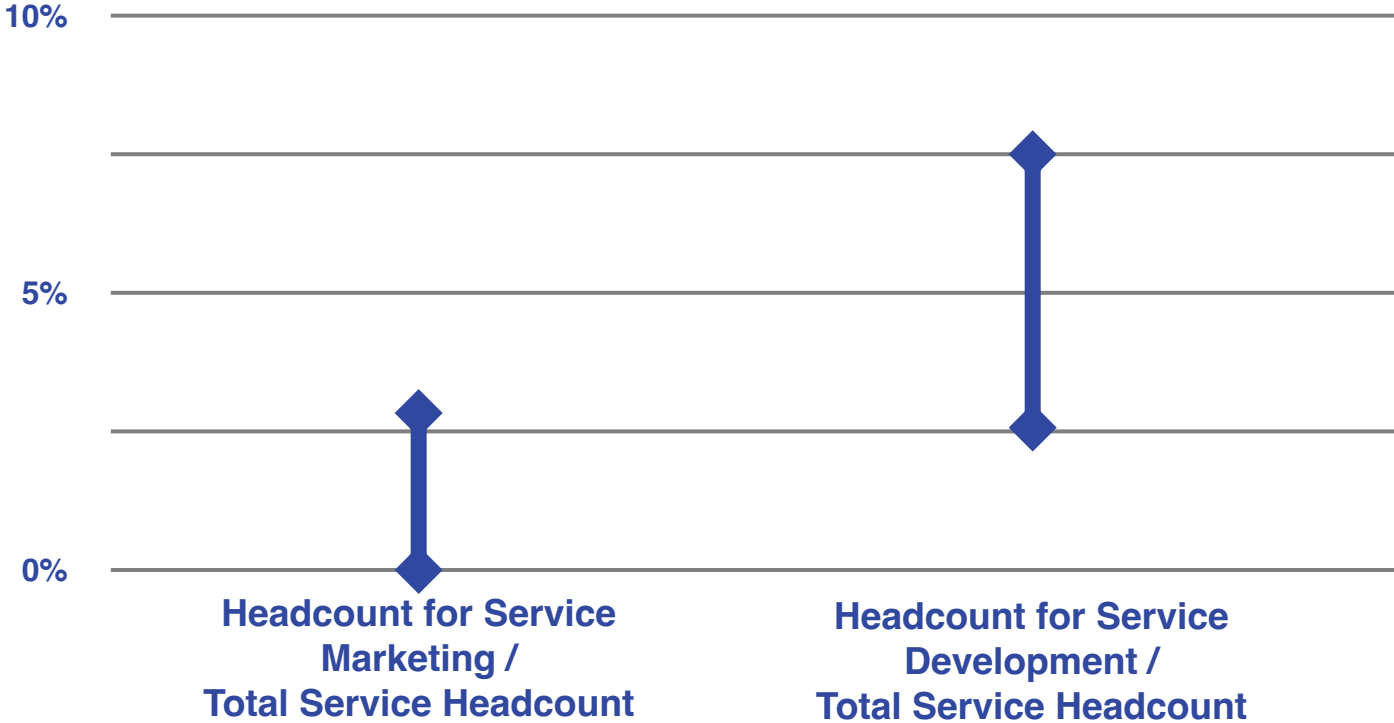 10%
5%
0%
Headcount for Service
Marketing /
Total Service Headcount
Headcount for Service
Development /
Total Service Headcount